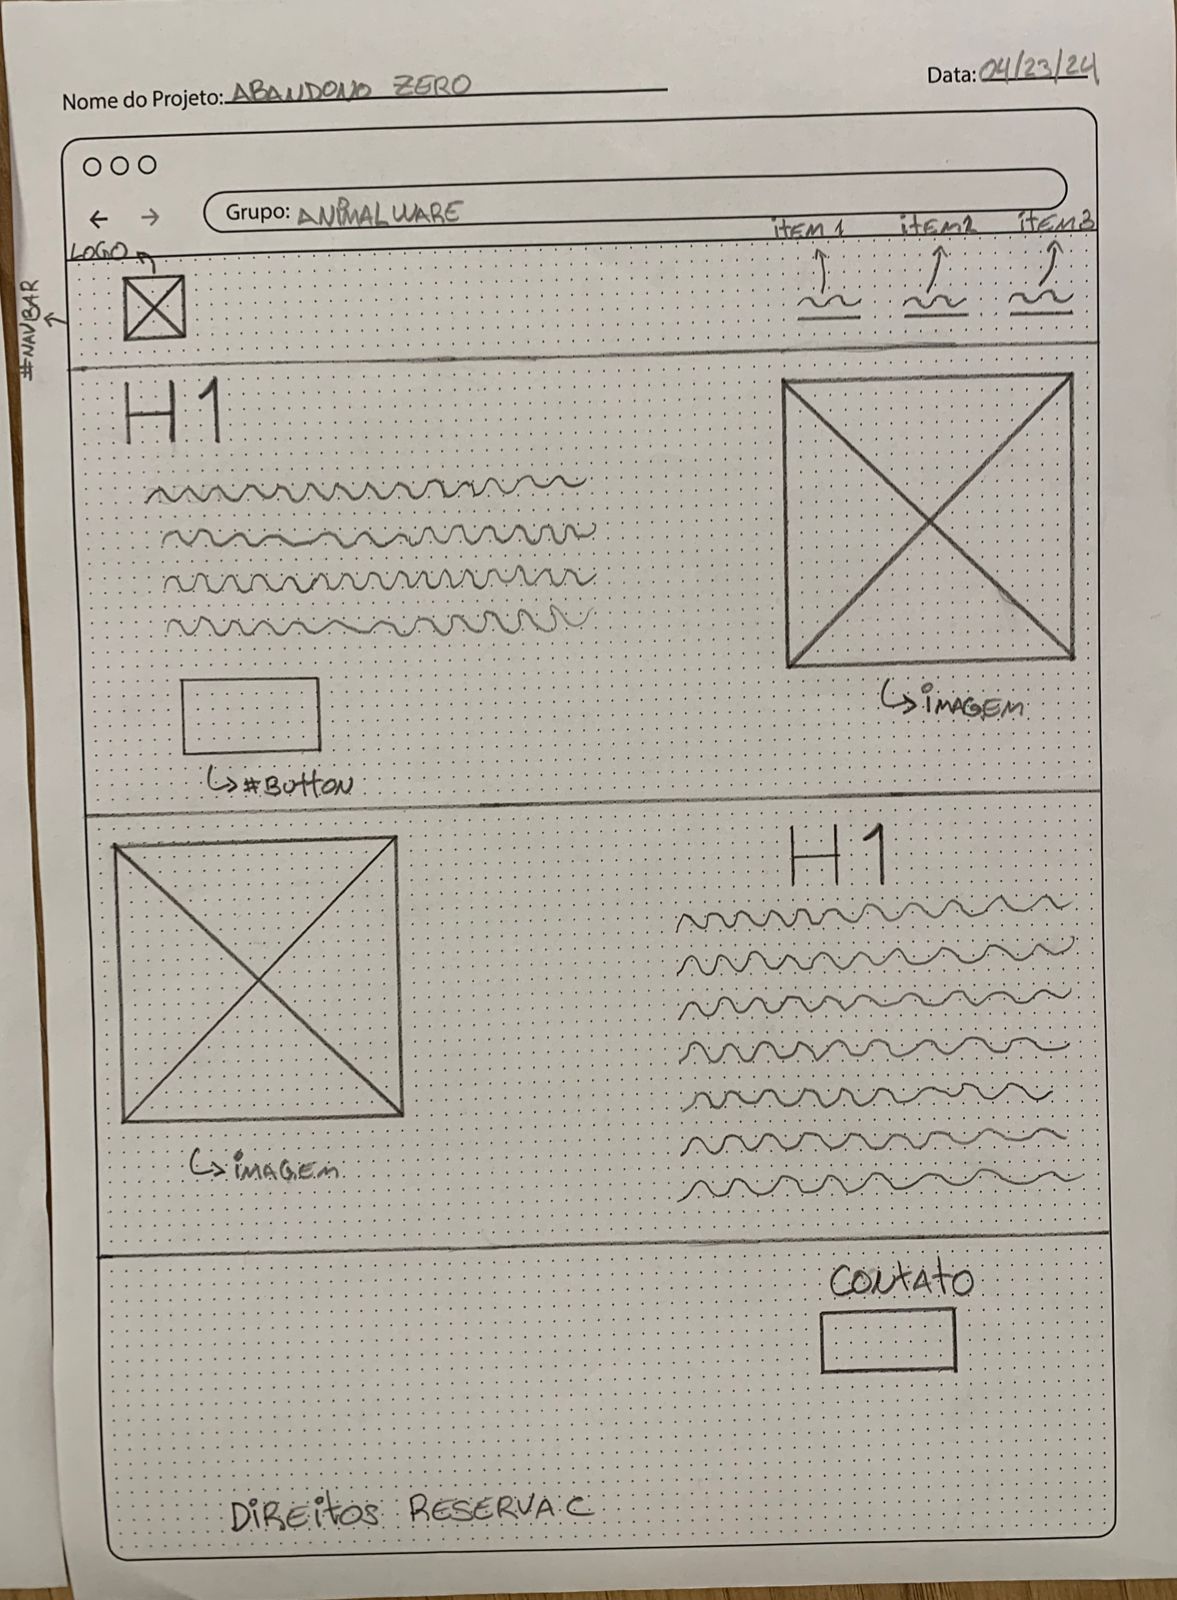 Nome do Projeto: ABANDONO ZERO
Data: 04/23/24
Grupo: ANIMALWARE
LOGO
iTEM 1 iTEM2 iTEM3
#NAVBAR
H1
iMAGEM
#BUttON
H1
iMAGEM
CONtAtO
DiREitOS RESERVA.C